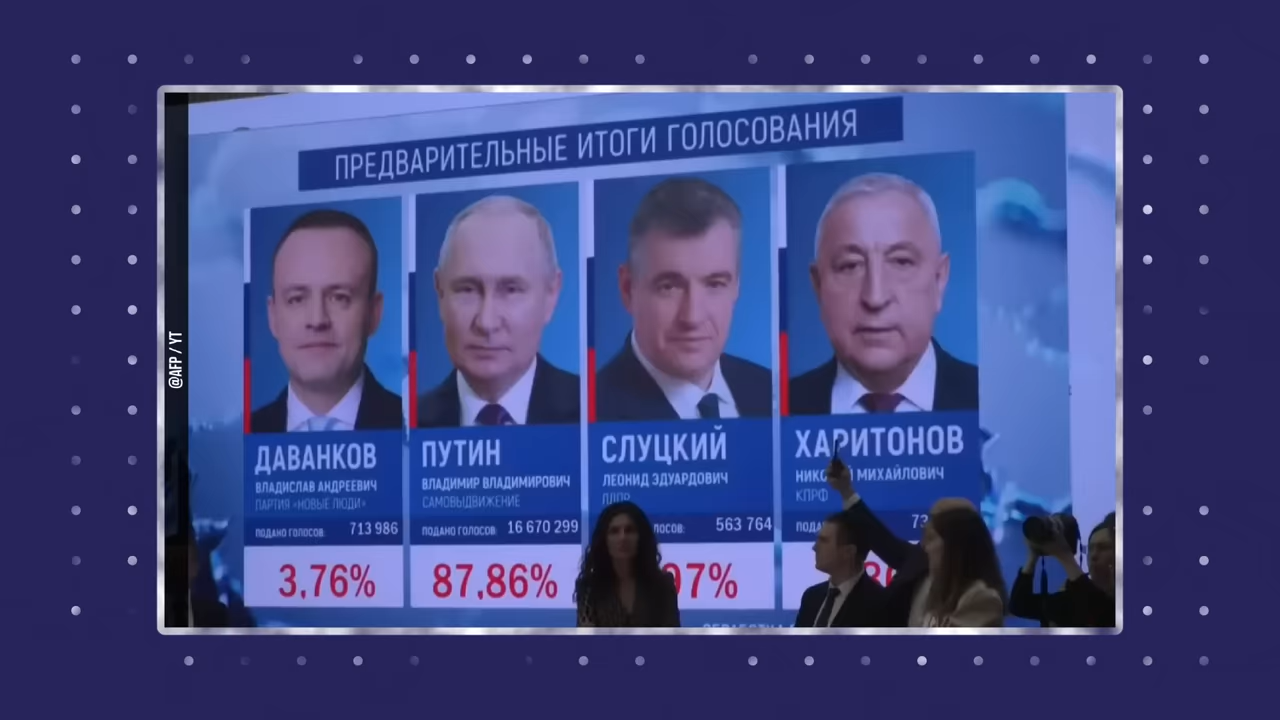 @AFP / YT
ПРЕДВАРИТЕЛЬНЫЕ ИТОГИ ГОЛОСОВАНИЯ
ДАВАНКОВ
ВЛАДИСЛАВ АНДРЕЕВИЧ
ПАРТИЯ «НОВЫЕ ЛЮДИ»
ПОДАНО ГОЛОСОВ: 713 986
3,76%
ПУТИН
ВЛАДИМИР ВЛАДИМИРОВИЧ
САМОВЫДВИЖЕНИЕ
ПОДАНО ГОЛОСОВ: 16 670 299
87,86%
СЛУЦКИЙ
ЛЕОНИД ЭДУАРДОВИЧ
ЛДПР
563 764
97%
ХАРИТОНОВ
МИХАЙЛОВИЧ
КПРФ